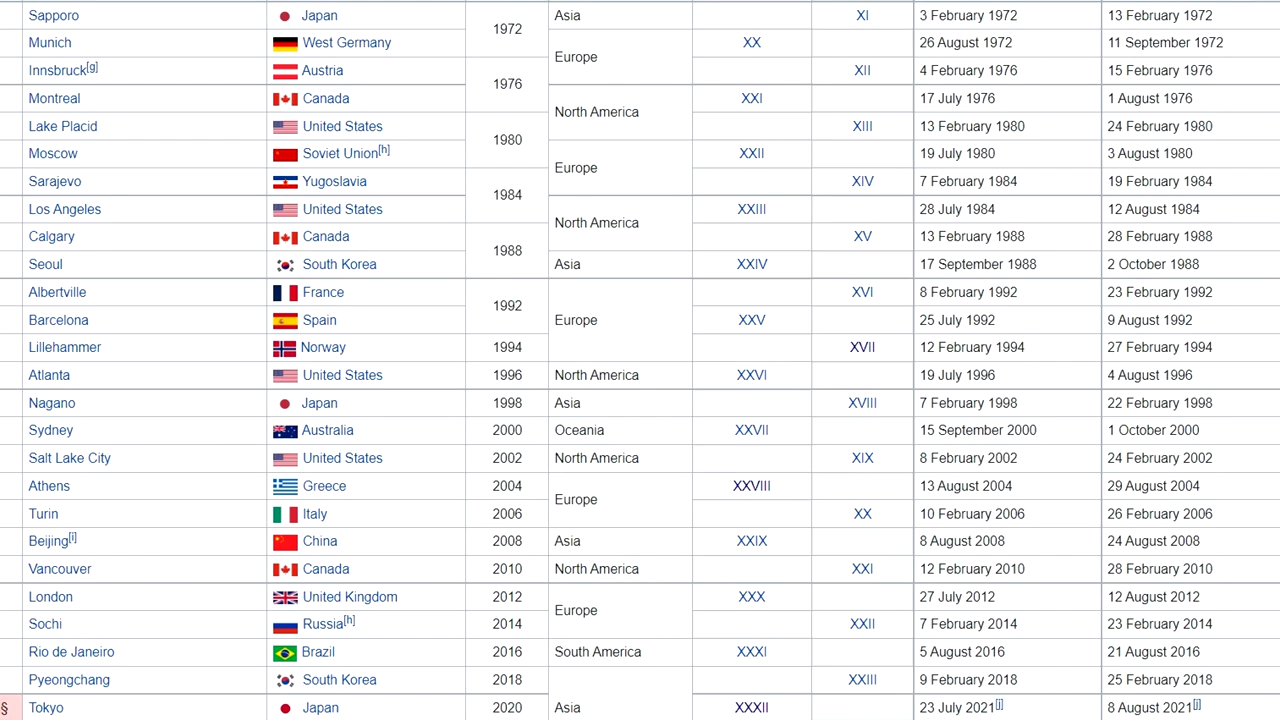 Sapporo Japan 1972 Asia XI 3 February 1972 13 February 1972
Munich West Germany Europe XX 26 August 1972 11 September 1972
Innsbruck[g] Austria 1976 XII 4 February 1976 15 February 1976
Montreal Canada North America XXI 17 July 1976 1 August 1976
Lake Placid United States 1980 XIII 13 February 1980 24 February 1980
Moscow Soviet Union[h] Europe XXII 19 July 1980 3 August 1980
Sarajevo Yugoslavia 1984 XIV 7 February 1984 19 February 1984
Los Angeles United States North America XXIII 28 July 1984 12 August 1984
Calgary Canada 1988 XV 13 February 1988 28 February 1988
Seoul South Korea Asia XXIV 17 September 1988 2 October 1988
Albertville France 1992 Europe XVI 8 February 1992 23 February 1992
Barcelona Spain XXV 25 July 1992 9 August 1992
Lillehammer Norway 1994 XVII 12 February 1994 27 February 1994
Atlanta United States 1996 North America XXVI 19 July 1996 4 August 1996
Nagano Japan 1998 Asia XVIII 7 February 1998 22 February 1998
Sydney Australia 2000 Oceania XXVII 15 September 2000 1 October 2000
Salt Lake City United States 2002 North America XIX 8 February 2002 24 February 2002
Athens Greece 2004 Europe XXVIII 13 August 2004 29 August 2004
Turin Italy 2006 XX 10 February 2006 26 February 2006
Beijing[i] China 2008 Asia XXIX 8 August 2008 24 August 2008
Vancouver Canada 2010 North America XXI 12 February 2010 28 February 2010
London United Kingdom 2012 Europe XXX 27 July 2012 12 August 2012
Sochi Russia[h] 2014 XXII 7 February 2014 23 February 2014
Rio de Janeiro Brazil 2016 South America XXXI 5 August 2016 21 August 2016
Pyeongchang South Korea 2018 XXIII 9 February 2018 25 February 2018
§ Tokyo Japan 2020 Asia XXXII 23 July 2021[j] 8 August 2021[j]